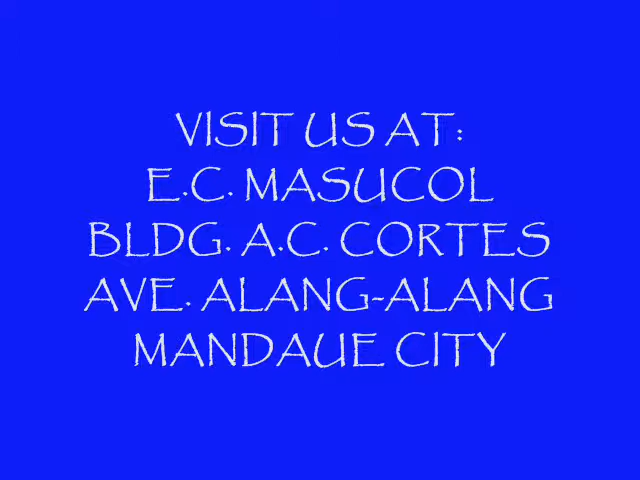 VISIT US AT:
E.C. MASUCOL
BLDG. A.C. CORTES
AVE. ALANG-ALANG
MANDAUE CITY